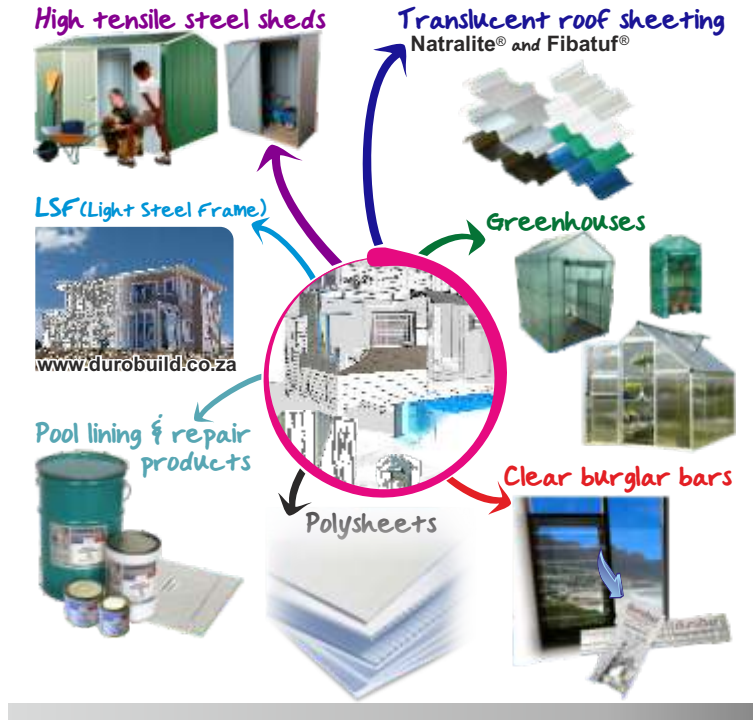 High tensile steel sheds
Translucent roof sheeting
Natralite® and Fibatuf®
LSF (Light Steel Frame)
Greenhouses
www.durobuild.co.za
Pool lining & repair
products
Clear burglar bars
Polysheets